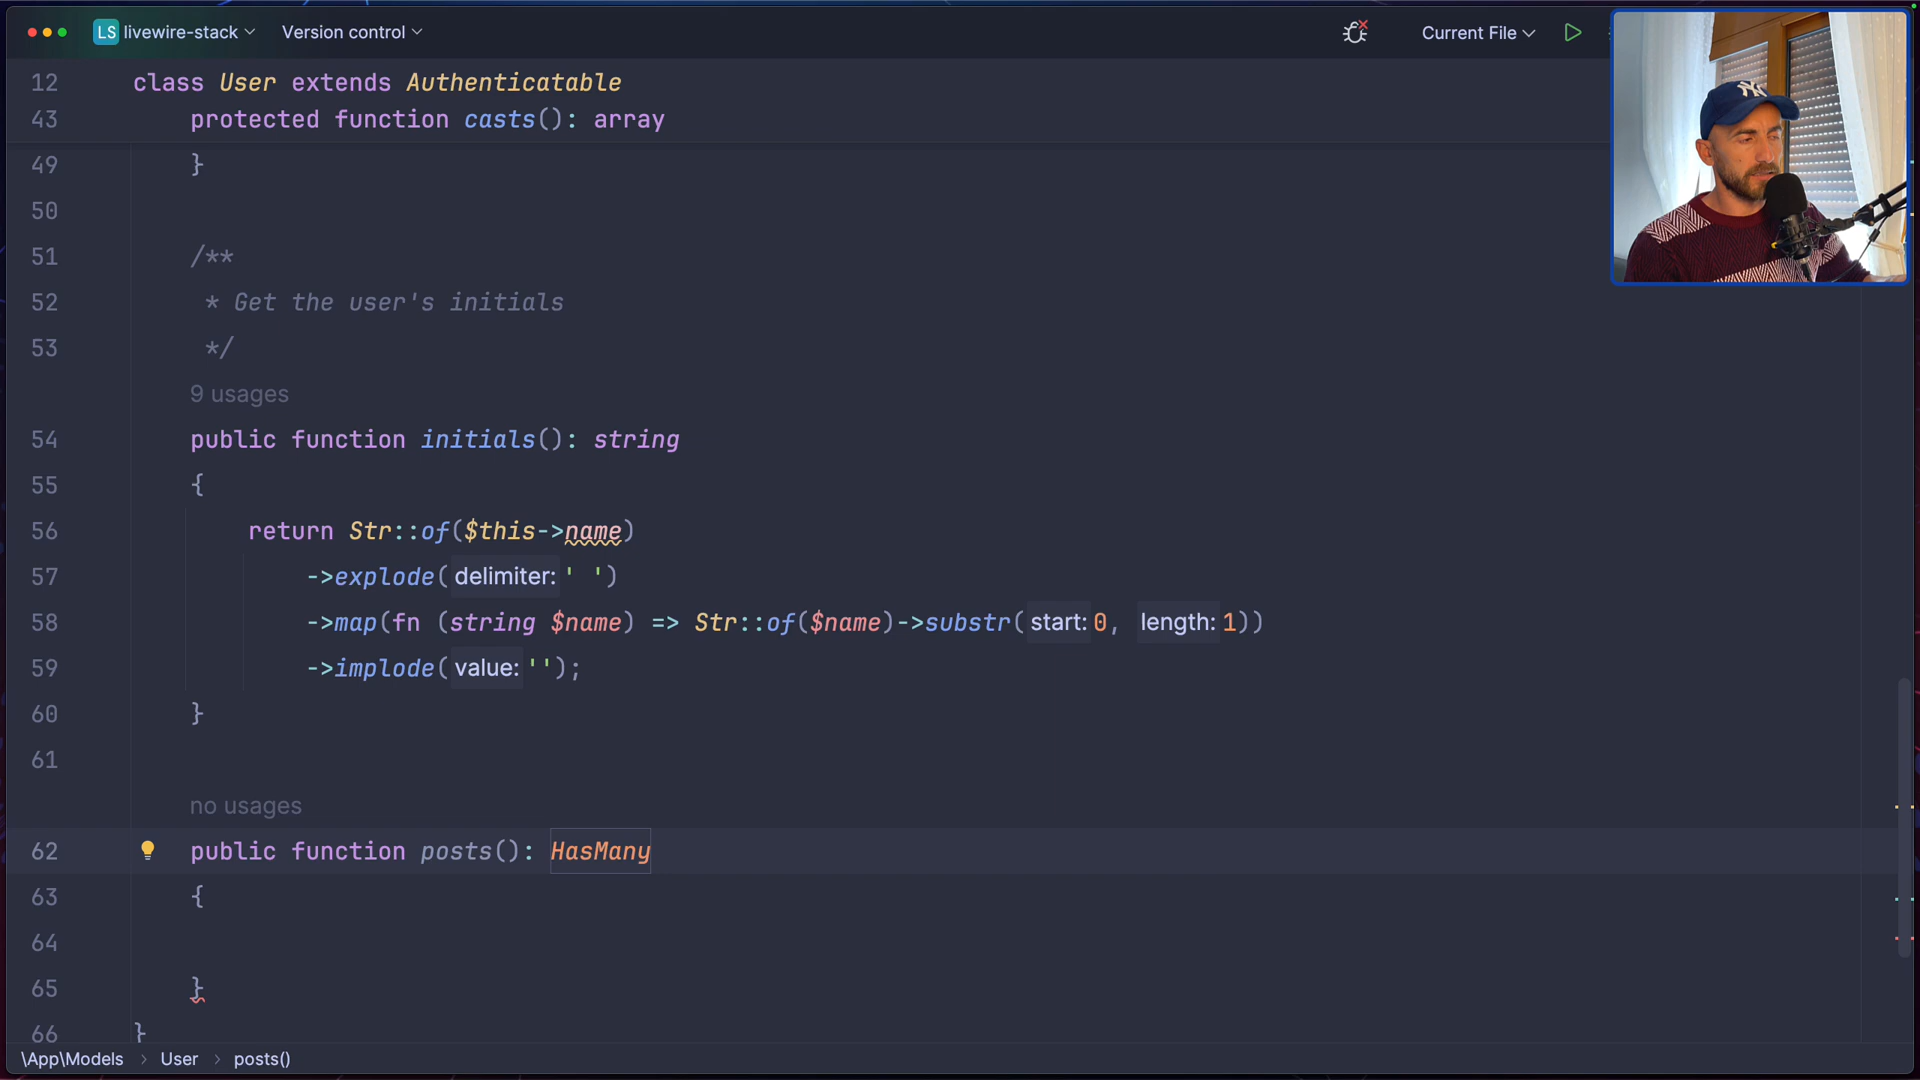 LS livewire-stack Version control Current File
12 class User extends Authenticatable
43 protected function casts(): array
49 }
50
51 /**
52 * Get the user's initials
53 */
9 usages
54 public function initials(): string
55 {
56 return Str::of($this->name)
57 ->explode( delimiter: ' ')
58 ->map(fn (string $name) => Str::of($name)->substr( start: 0, length: 1))
59 ->implode( value: '');
60 }
61
no usages
62 public function posts(): HasMany
63 {
64
65 }
66 }
\App\Models > User > posts()